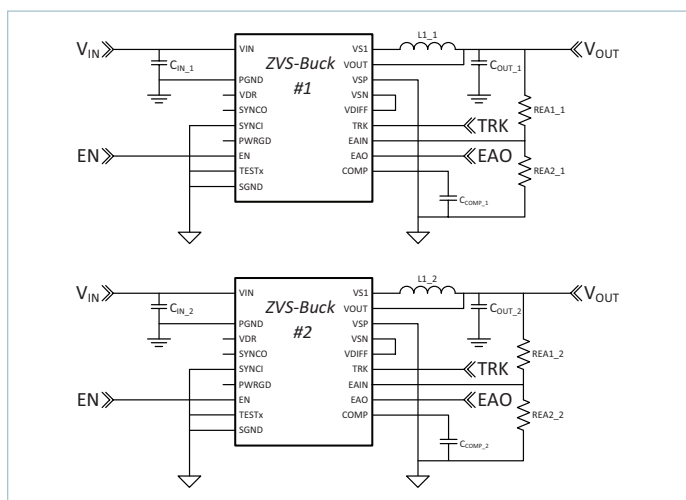 VIN VIN ZVS-Buck VS1 L1_1 VOUT
CIN_1 VOUT COUT_1
PGND #1 VSP
VDR VSN REA1_1
SYNCO VDIFF
SYNCI TRK TRK
PWRGD EAIN
EN EN EAO EAO REA2_1
TESTx COMP
SGND CCOMP_1
VIN VIN ZVS-Buck VS1 L1_2 VOUT
CIN_2 VOUT COUT_2
PGND #2 VSP
VDR VSN REA1_2
SYNCO VDIFF
SYNCI TRK TRK
PWRGD EAIN
EN EN EAO EAO REA2_2
TESTx COMP
SGND CCOMP_2